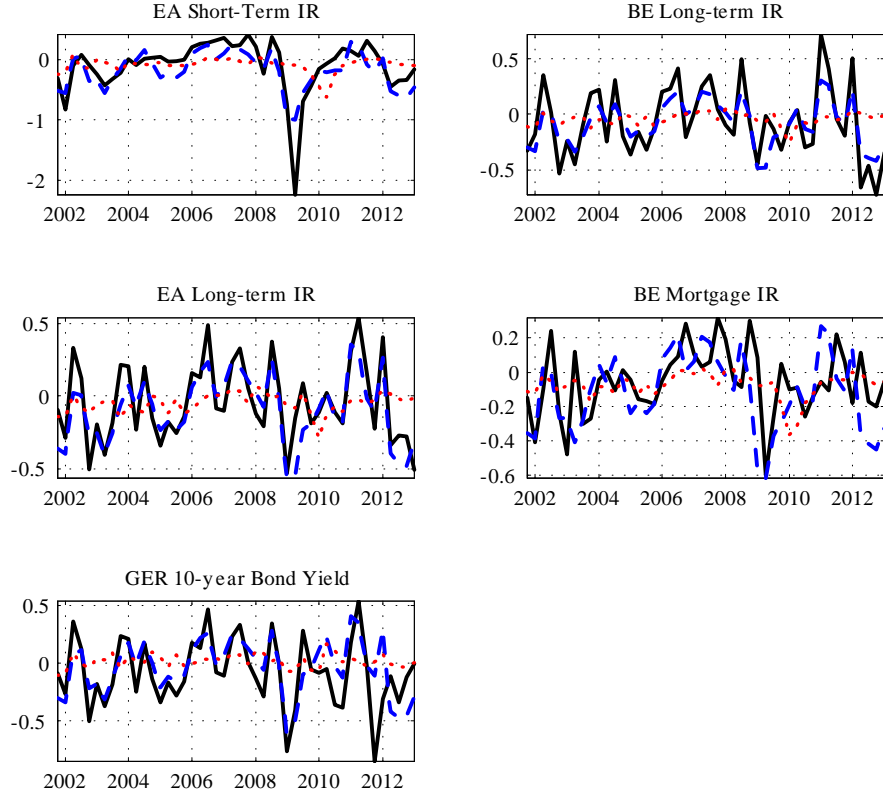 EA Short-Term IR
0
-1
-2
2002 2004 2006 2008 2010 2012
BE Long-term IR
0.5
0
-0.5
2002 2004 2006 2008 2010 2012
EA Long-term IR
0.5
0
-0.5
2002 2004 2006 2008 2010 2012
BE Mortgage IR
0.2
0
-0.2
-0.4
-0.6
2002 2004 2006 2008 2010 2012
GER 10-year Bond Yield
0.5
0
-0.5
2002 2004 2006 2008 2010 2012